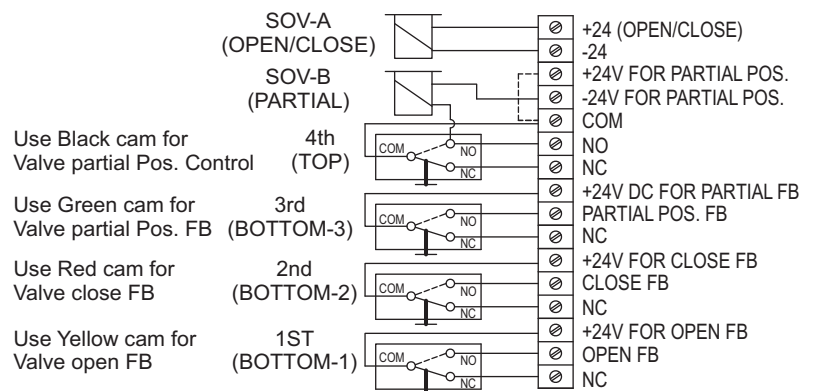 SOV-A
(OPEN/CLOSE)
SOV-B
(PARTIAL)
Use Black cam for
Valve partial Pos. Control
4th
(TOP)
COM
NO
NC
Use Green cam for
Valve partial Pos. FB
3rd
(BOTTOM-3)
COM
NO
NC
Use Red cam for
Valve close FB
2nd
(BOTTOM-2)
COM
NO
NC
Use Yellow cam for
Valve open FB
1ST
(BOTTOM-1)
COM
NO
NC
+24 (OPEN/CLOSE)
-24
+24V FOR PARTIAL POS.
-24V FOR PARTIAL POS.
COM
NO
NC
+24V DC FOR PARTIAL FB
PARTIAL POS. FB
NC
+24V FOR CLOSE FB
CLOSE FB
NC
+24V FOR OPEN FB
OPEN FB
NC